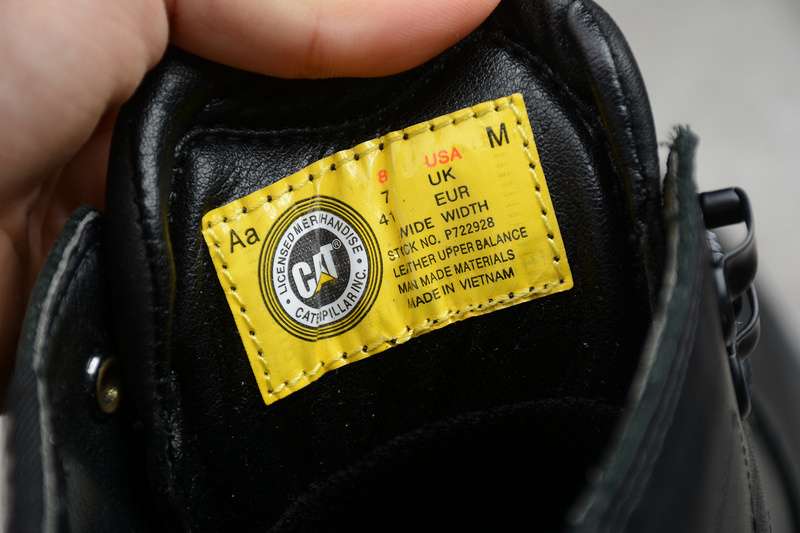 Aa
LICENSED MERCHANDISE
CAT®
CATERPILLAR INC.
8 USA M
7 UK
41 EUR
WIDE WIDTH
STICK NO. P722928
LEATHER UPPER BALANCE
MAN MADE MATERIALS
MADE IN VIETNAM